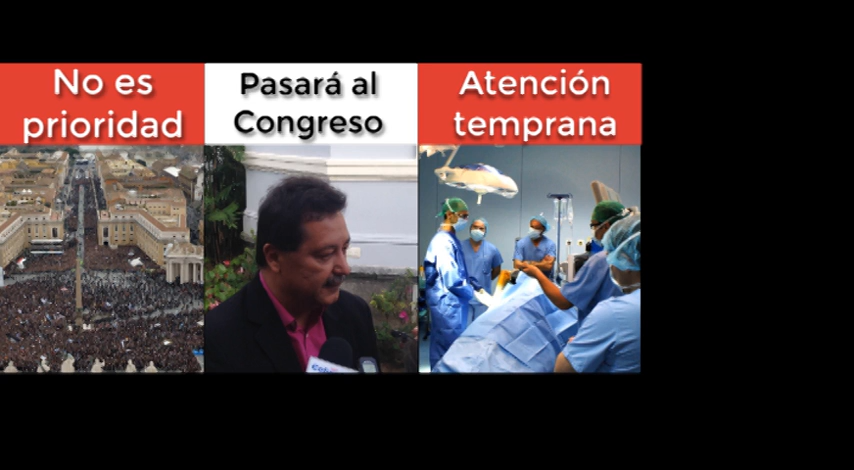 No es
prioridad
Pasará al
Congreso
Atención
temprana